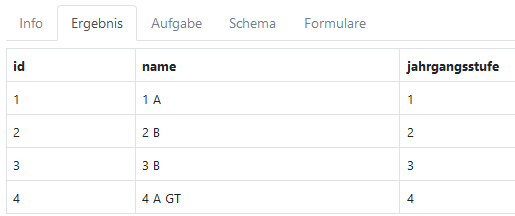 Info Ergebnis Aufgabe Schema Formulare
id name jahrgangsstufe
1 1 A 1
2 2 B 2
3 3 B 3
4 4 A GT 4